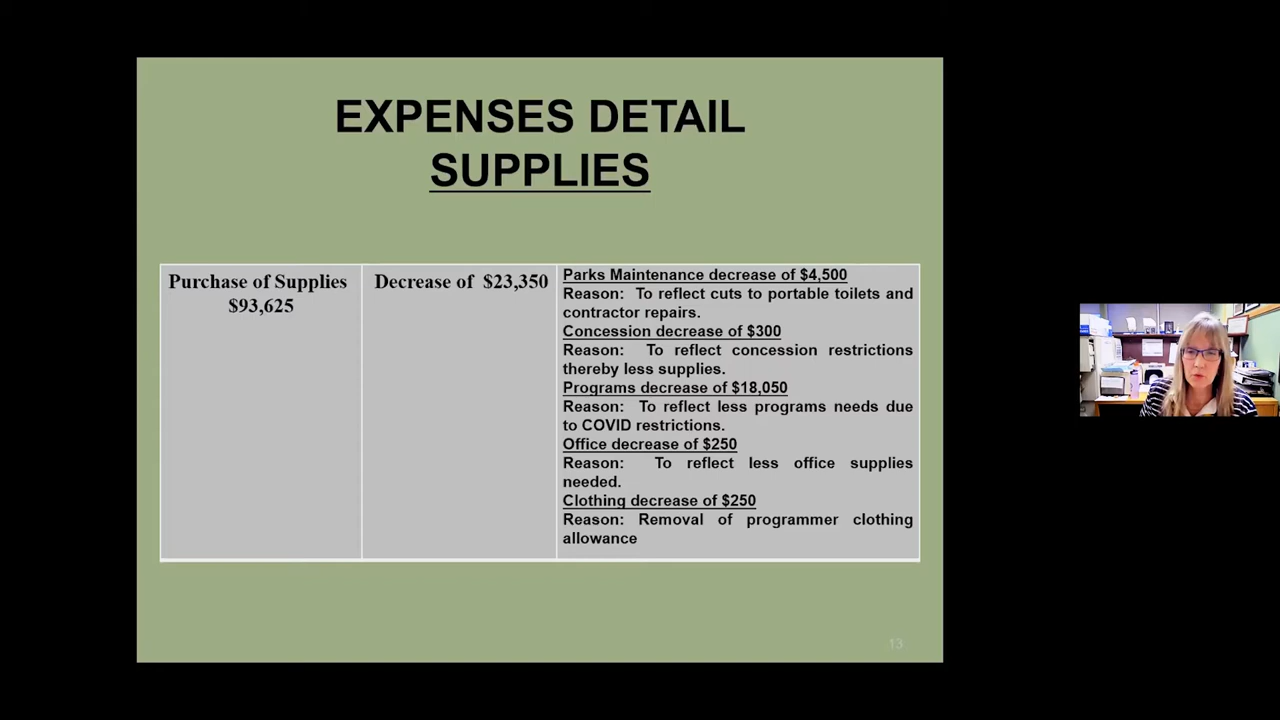 EXPENSES DETAIL
SUPPLIES
Purchase of Supplies
$93,625
Decrease of $23,350
Parks Maintenance decrease of $4,500
Reason: To reflect cuts to portable toilets and
contractor repairs.
Concession decrease of $300
Reason: To reflect concession restrictions
thereby less supplies.
Programs decrease of $18,050
Reason: To reflect less programs needs due
to COVID restrictions.
Office decrease of $250
Reason: To reflect less office supplies
needed.
Clothing decrease of $250
Reason: Removal of programmer clothing
allowance
13